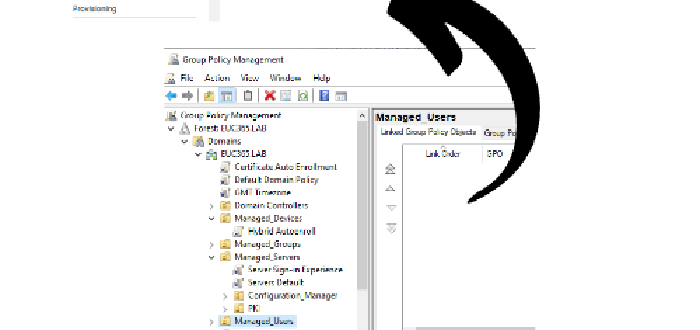 Provisioning
Group Policy Management
File Action View Window Help
Group Policy Management
Forest: EUC365.LAB
Domains
EUC365.LAB
Certificate Auto Enrollment
Default Domain Policy
GMT Timezone
Domain Controllers
Managed_Devices
Hybrid Autoenroll
Managed_Groups
Managed_Servers
Server Sign-in Experience
Servers Default
Configuration_Manager
PKI
Managed_Users
Managed_Users
Linked Group Policy Objects Group Po
Link Order GPO